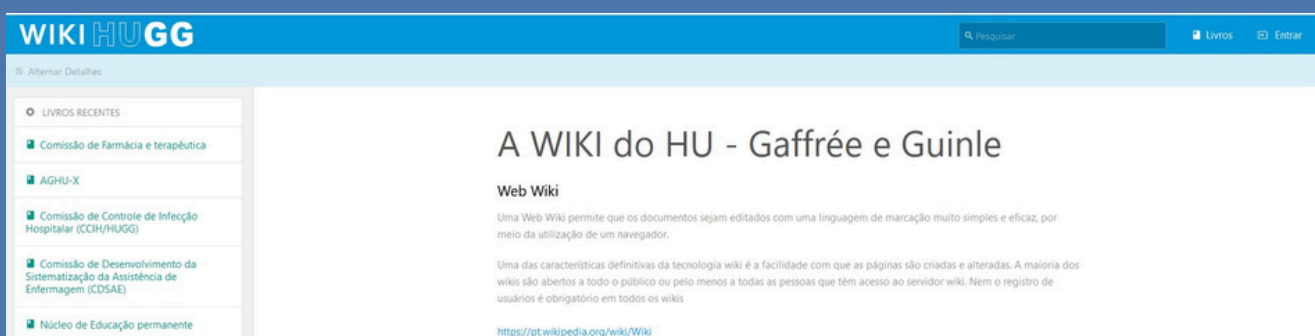 WIKI HUGG
Pesquisar
Livros
Entrar
Alternar Detalhes
LIVROS RECENTES
Comissão de Farmácia e terapêutica
AGHU-X
Comissão de Controle de Infecção
Hospitalar (CCIH/HUGG)
Comissão de Desenvolvimento da
Sistematização da Assistência de
Enfermagem (CDSAE)
Núcleo de Educação permanente
A WIKI do HU - Gaffrée e Guinle
Web Wiki
Uma Web Wiki permite que os documentos sejam editados com uma linguagem de marcação muito simples e eficaz, por
meio da utilização de um navegador.
Uma das características definitivas da tecnologia wiki é a facilidade com que as páginas são criadas e alteradas. A maioria dos
wikis são abertos a todo o público ou pelo menos a todas as pessoas que têm acesso ao servidor wiki. Nem o registro de
usuários é obrigatório em todos os wikis
https://pt.wikipedia.org/wiki/Wiki